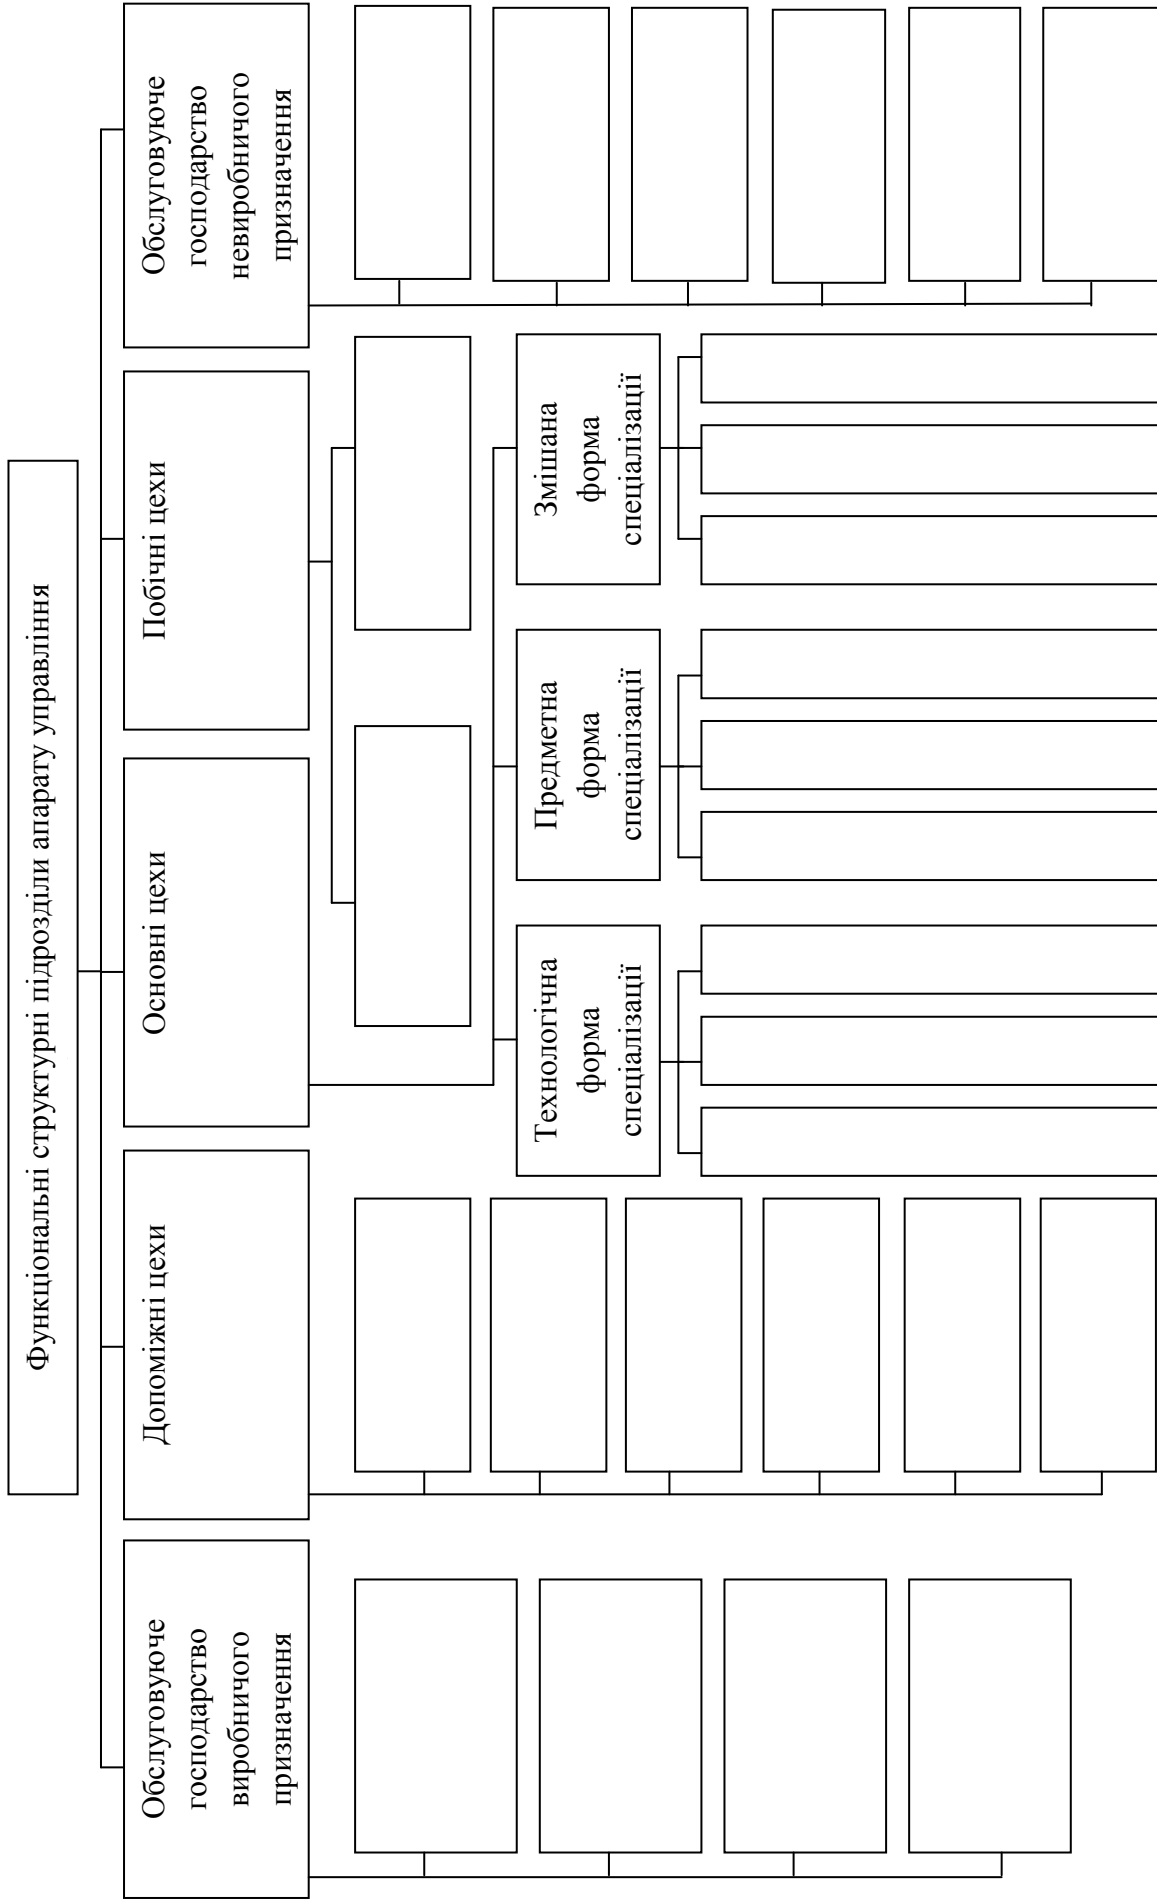 Функціональні структурні підрозділи апарату управління
Обслуговуюче
господарство
виробничого
призначення
Допоміжні цехи
Основні цехи
Побічні цехи
Обслуговуюче
господарство
невиробничого
призначення
Технологічна
форма
спеціалізації
Предметна
форма
спеціалізації
Змішана
форма
спеціалізації